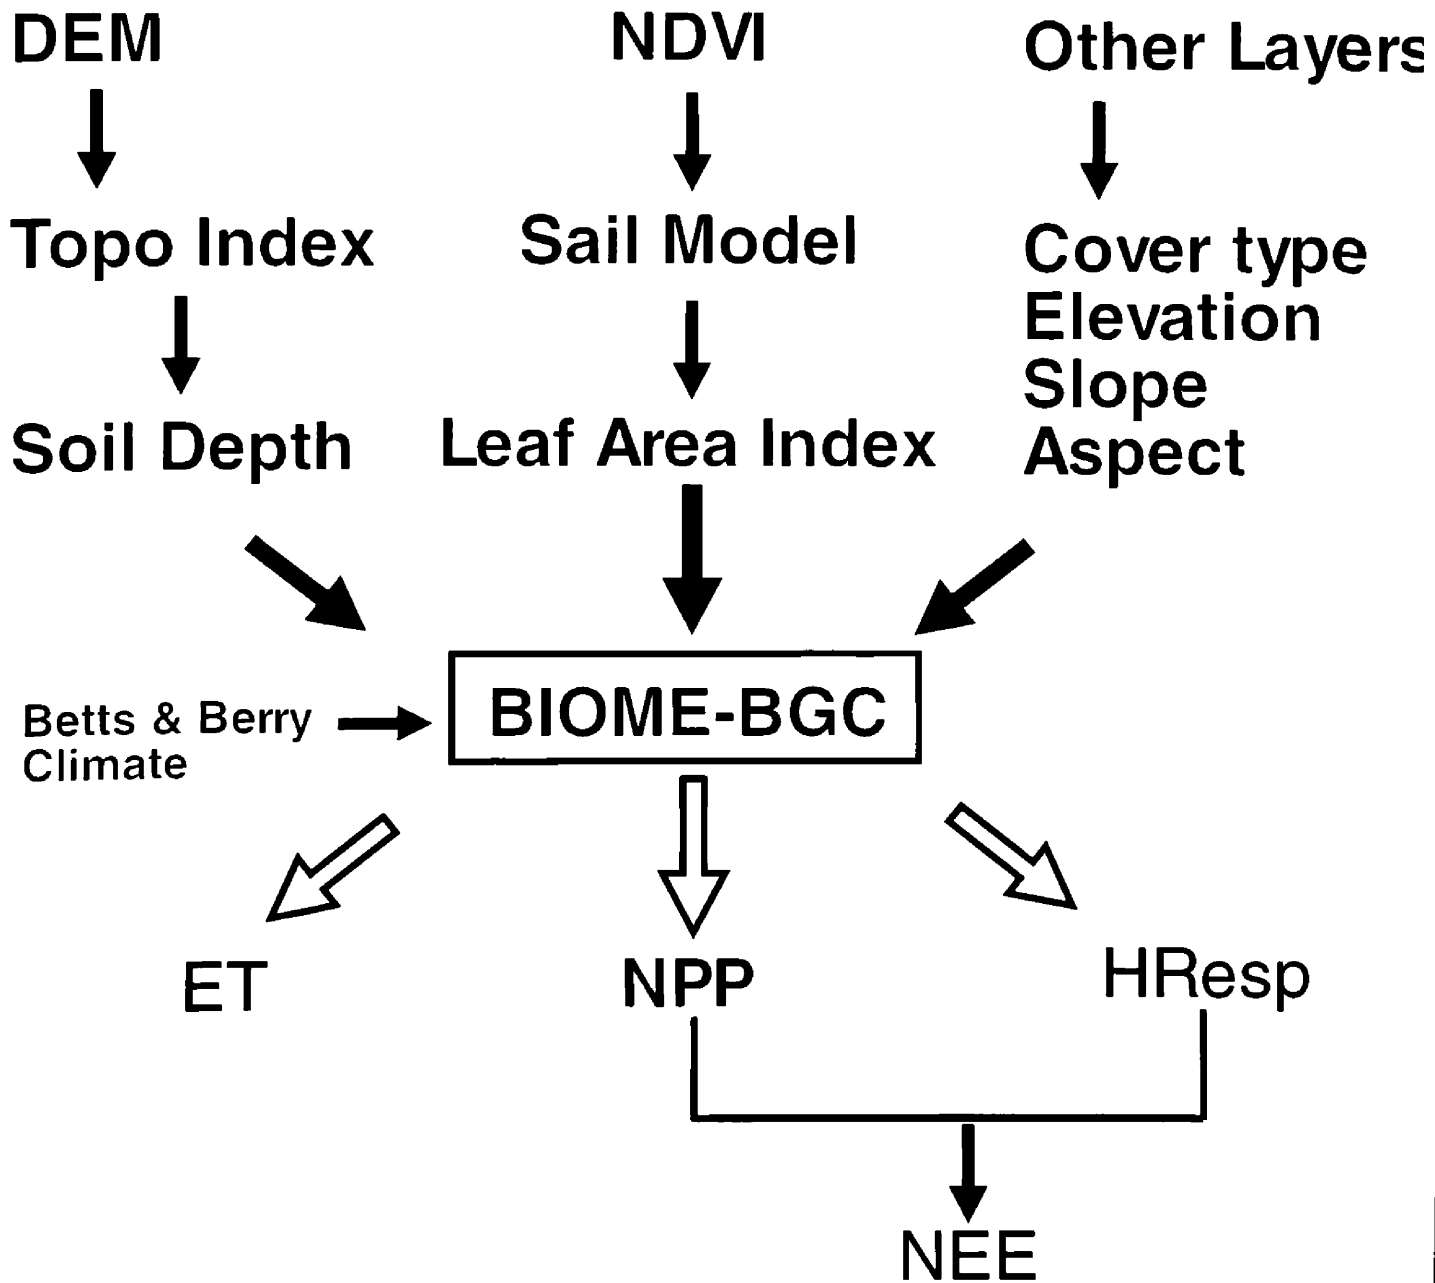 DEM
NDVI
Other Layers
Topo Index
Sail Model
Cover type
Elevation
Slope
Aspect
Soil Depth
Leaf Area Index
Betts & Berry
Climate
BIOME-BGC
ET
NPP
HResp
NEE